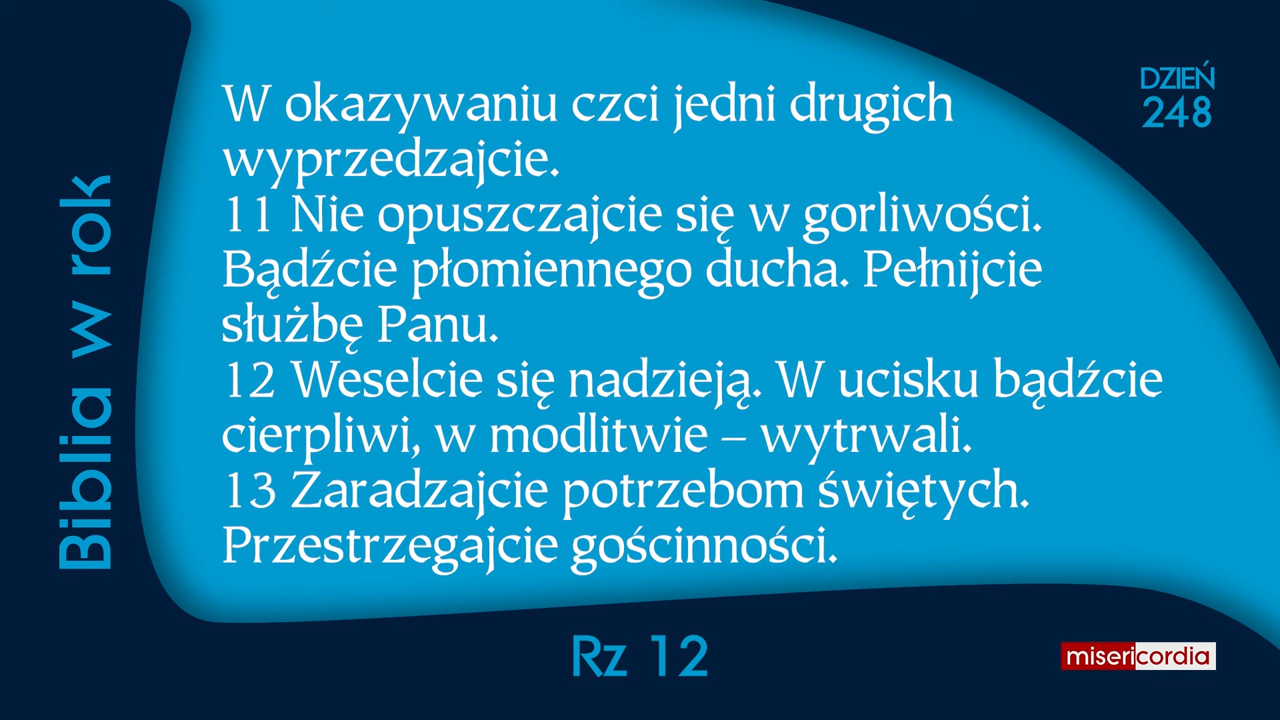 DZIEŃ
248
Biblia w rok
W okazywaniu czci jedni drugich
wyprzedzajcie.
11 Nie opuszczajcie się w gorliwości.
Bądźcie płomiennego ducha. Pełnijcie
służbę Panu.
12 Weselcie się nadzieją. W ucisku bądźcie
cierpliwi, w modlitwie – wytrwali.
13 Zaradzajcie potrzebom świętych.
Przestrzegajcie gościnności.
Rz 12
misericordia